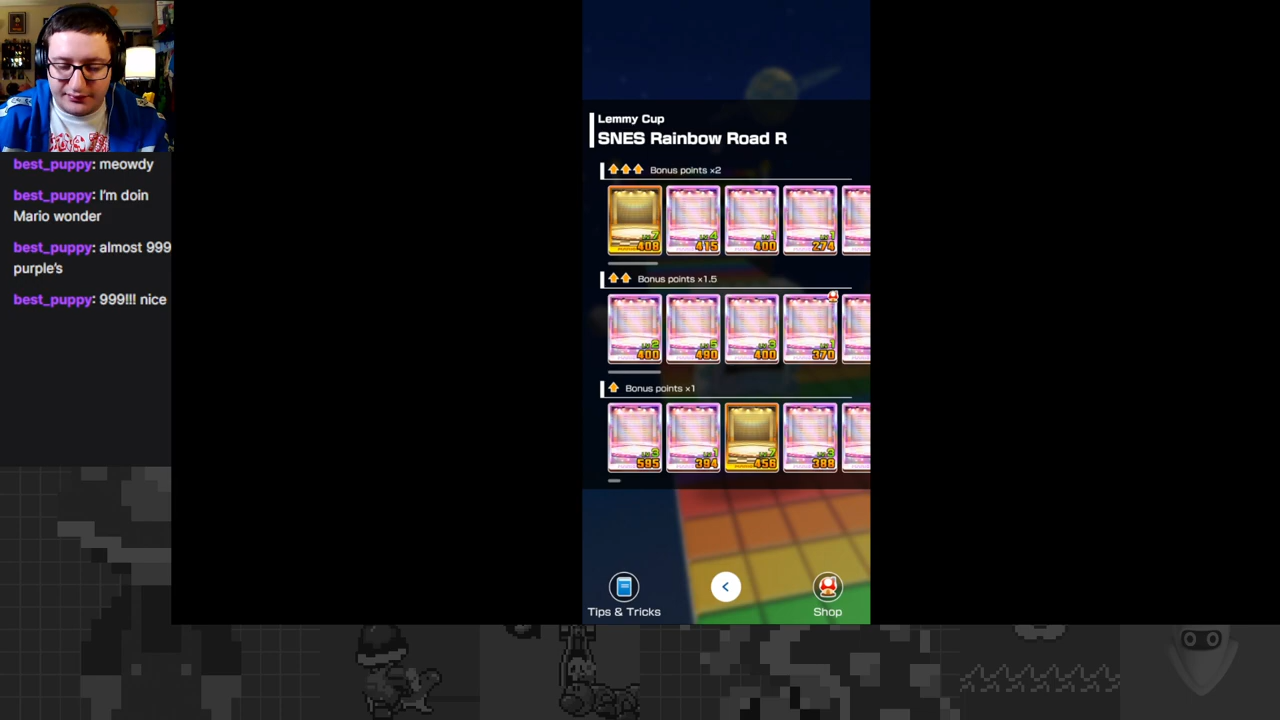 best_puppy: meowdy
best_puppy: I'm doin
Mario wonder
best_puppy: almost 999
purple's
best_puppy: 999!!! nice
Lemmy Cup
SNES Rainbow Road R
Bonus points ×2
408
415
400
274
Bonus points ×1.5
400
490
400
370
Bonus points ×1
595
394
456
388
Tips & Tricks
<
Shop